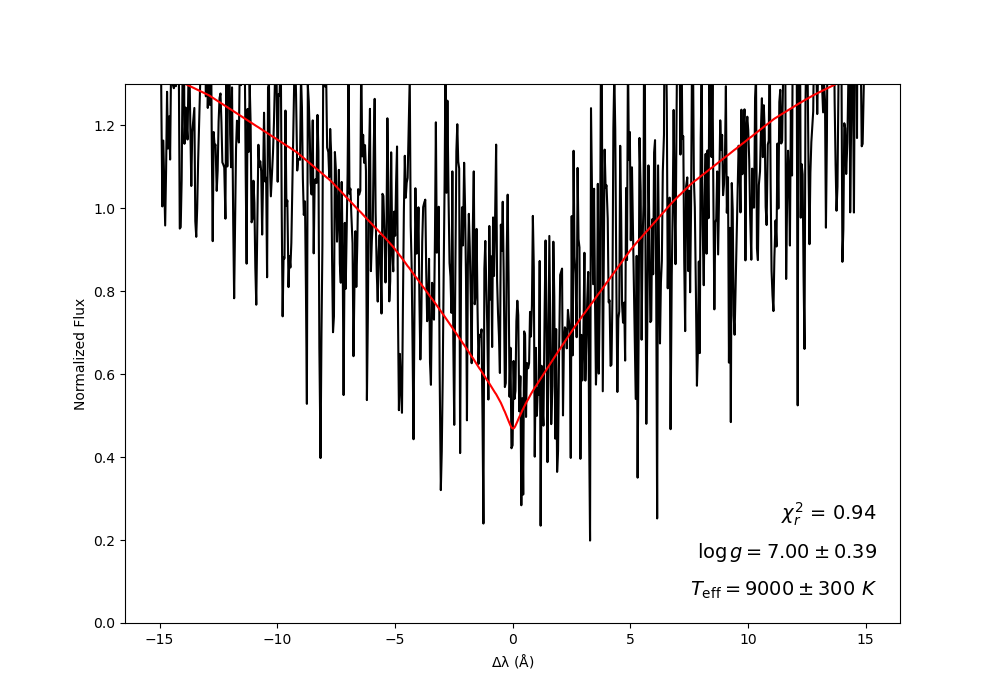 1.2
1.0
0.8
0.6
0.4
0.2
0.0
Normalized Flux
χ²ᵣ = 0.94
log g = 7.00 ± 0.39
T_eff = 9000 ± 300 K
−15 −10 −5 0 5 10 15
Δλ (Å)